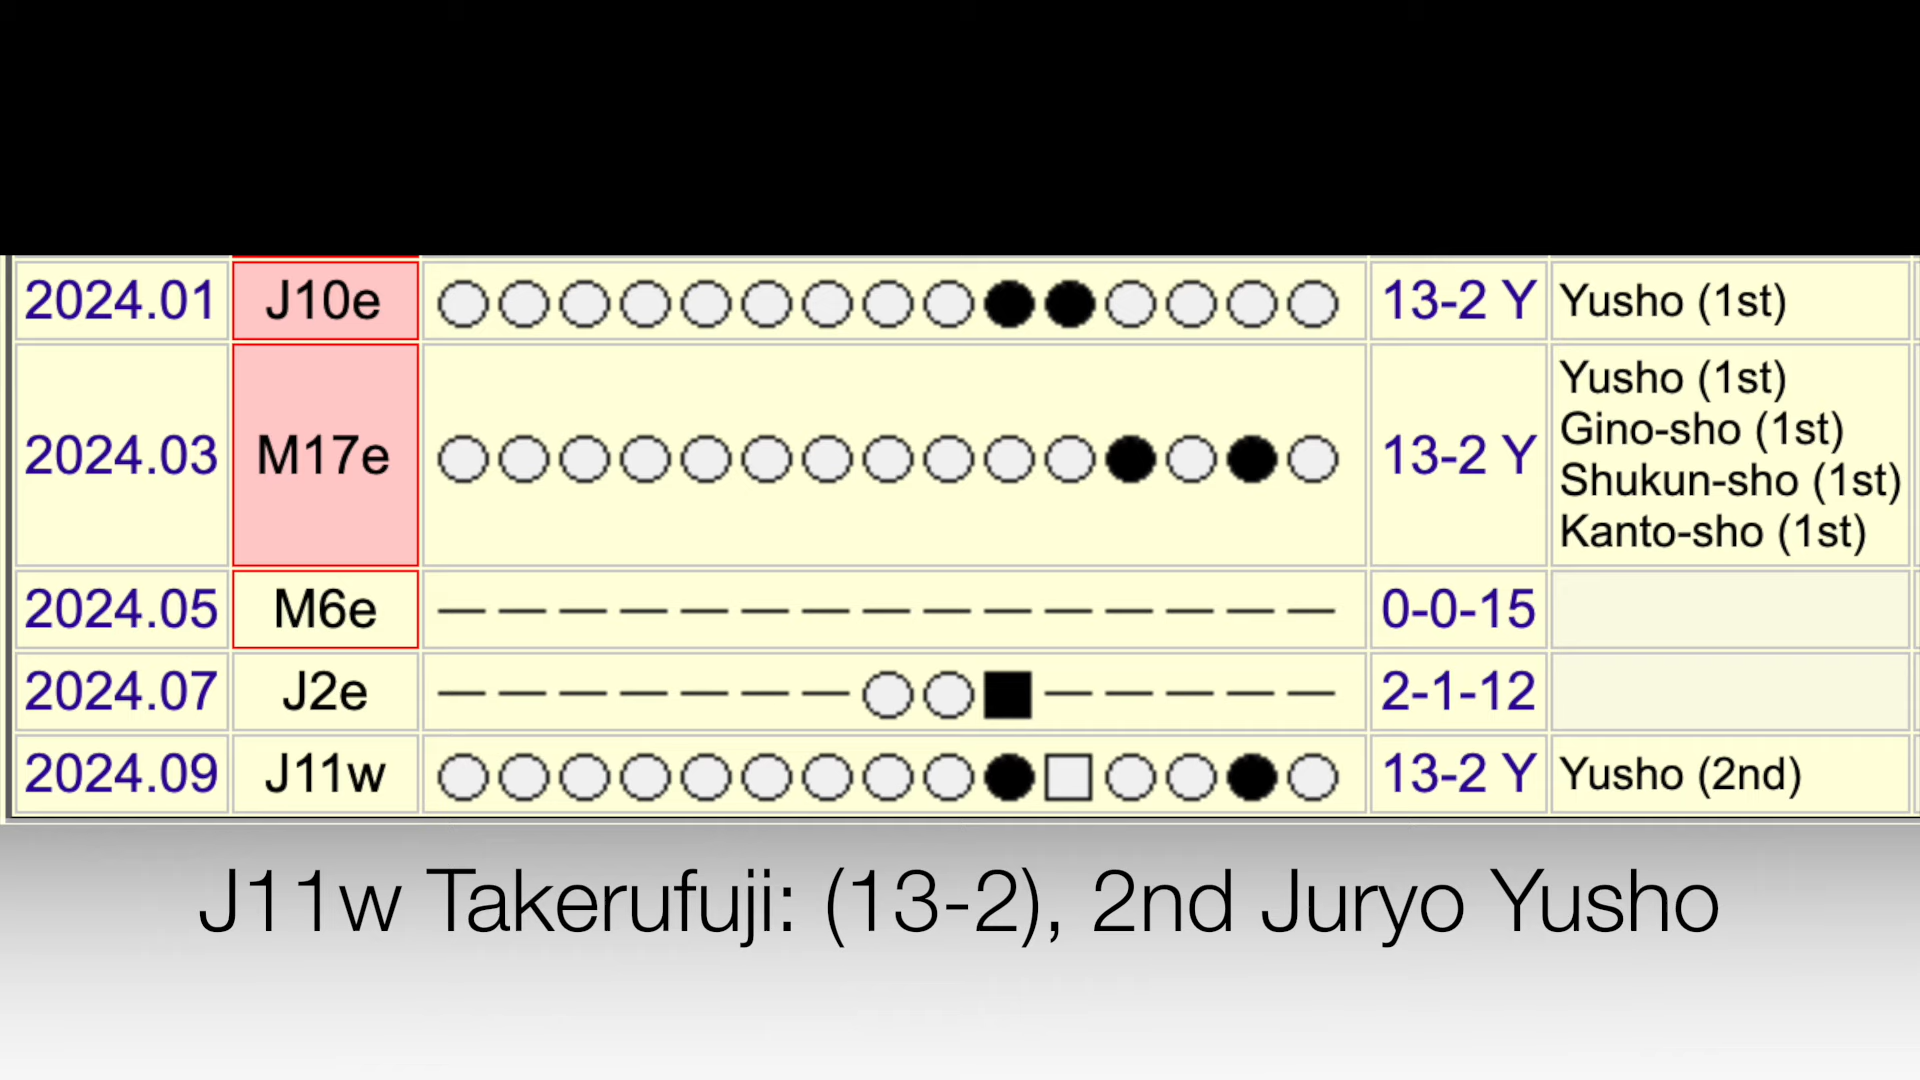 2024.01 J10e 13-2 Y Yusho (1st)
2024.03 M17e 13-2 Y Yusho (1st)
Gino-sho (1st)
Shukun-sho (1st)
Kanto-sho (1st)
2024.05 M6e 0-0-15
2024.07 J2e 2-1-12
2024.09 J11w 13-2 Y Yusho (2nd)
J11w Takerufuji: (13-2), 2nd Juryo Yusho